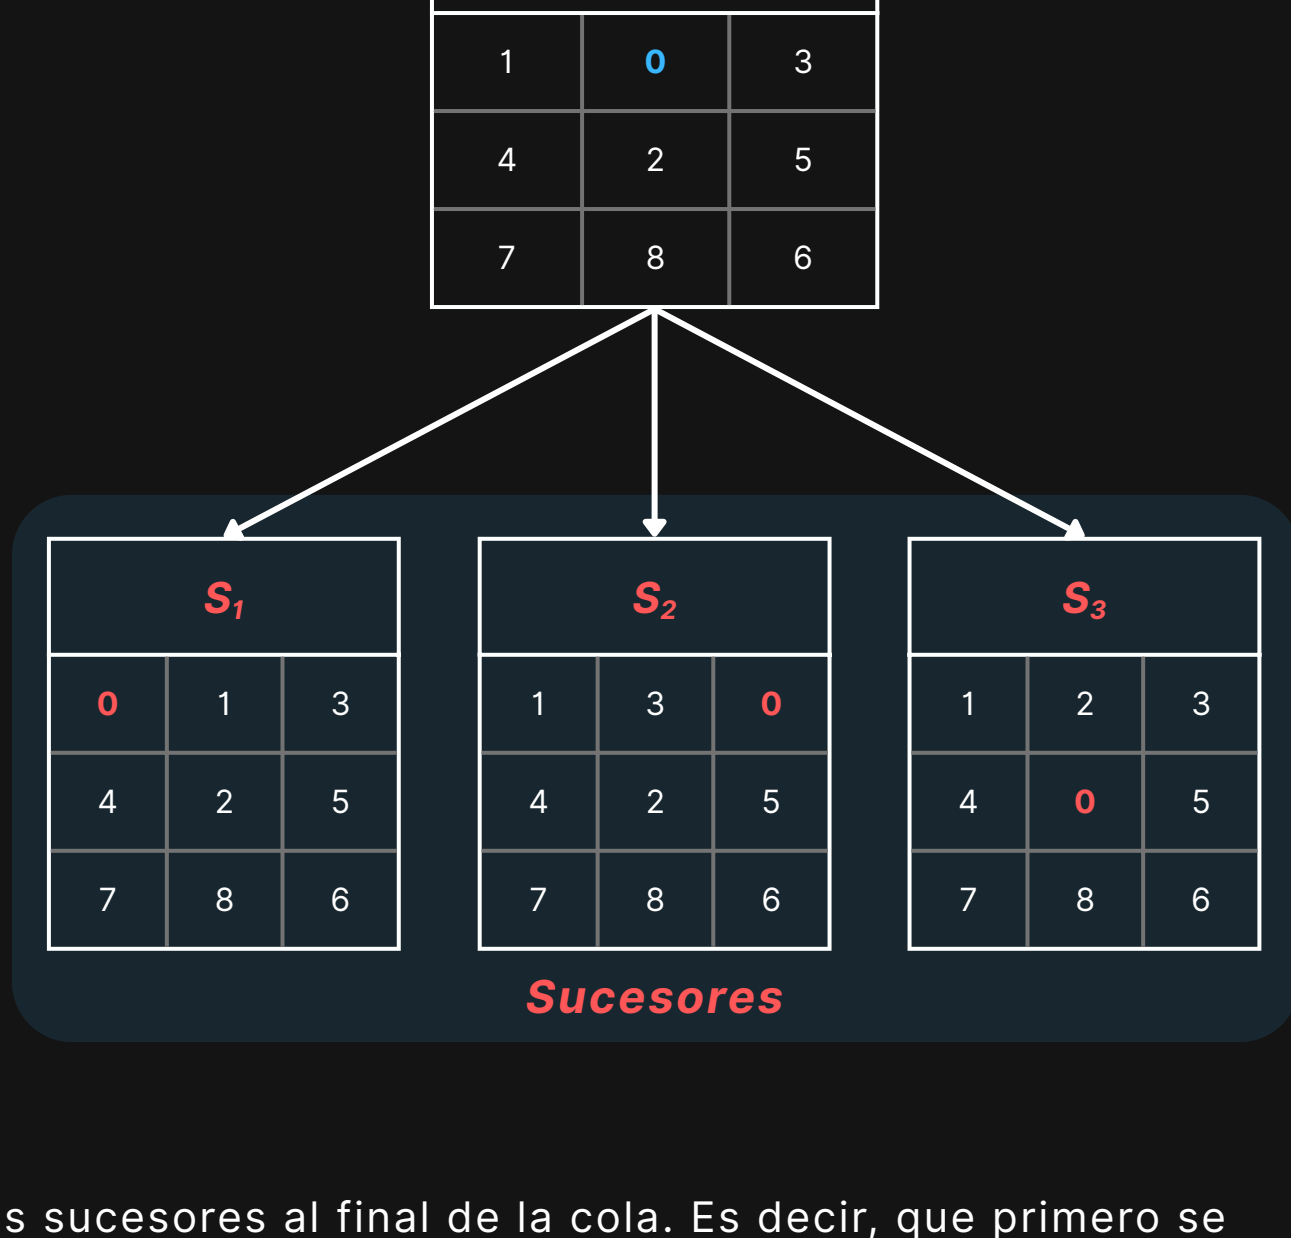 1 0 3
4 2 5
7 8 6
S1 S2 S3
0 1 3 1 3 0 1 2 3
4 2 5 4 2 5 4 0 5
7 8 6 7 8 6 7 8 6
Sucesores
s sucesores al final de la cola. Es decir, que primero se